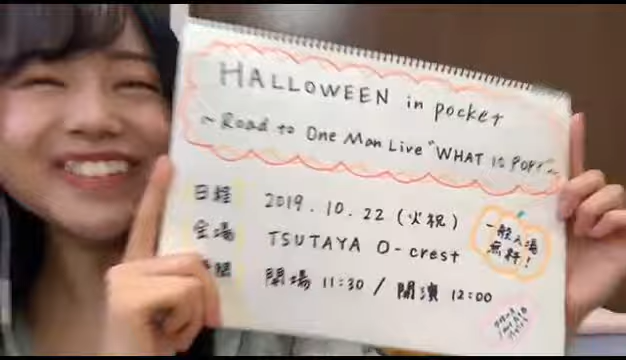 HALLOWEEN in pocket
~Road to One Man Live "WHAT is POP?"~
日程 2019.10.22 (火祝)
会場 TSUTAYA O-crest
時間 開場 11:30 / 開演 12:00
一般入場
無料!